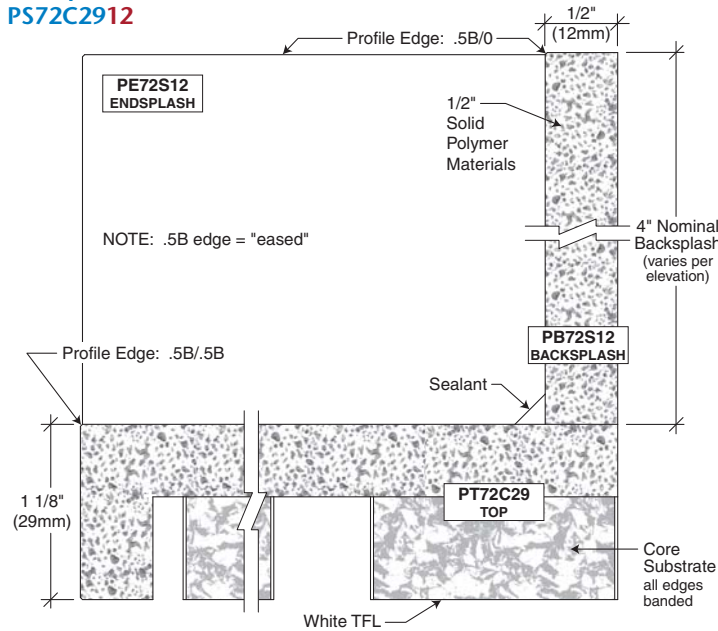 PS72C2912
1/2"
(12mm)
Profile Edge: .5B/0
PE72S12
ENDSPLASH
1/2"
Solid
Polymer
Materials
NOTE: .5B edge = "eased"
4" Nominal
Backsplash
(varies per
elevation)
PB72S12
BACKSPLASH
Profile Edge: .5B/.5B
Sealant
1 1/8"
(29mm)
PT72C29
TOP
Core
Substrate
all edges
banded
White TFL